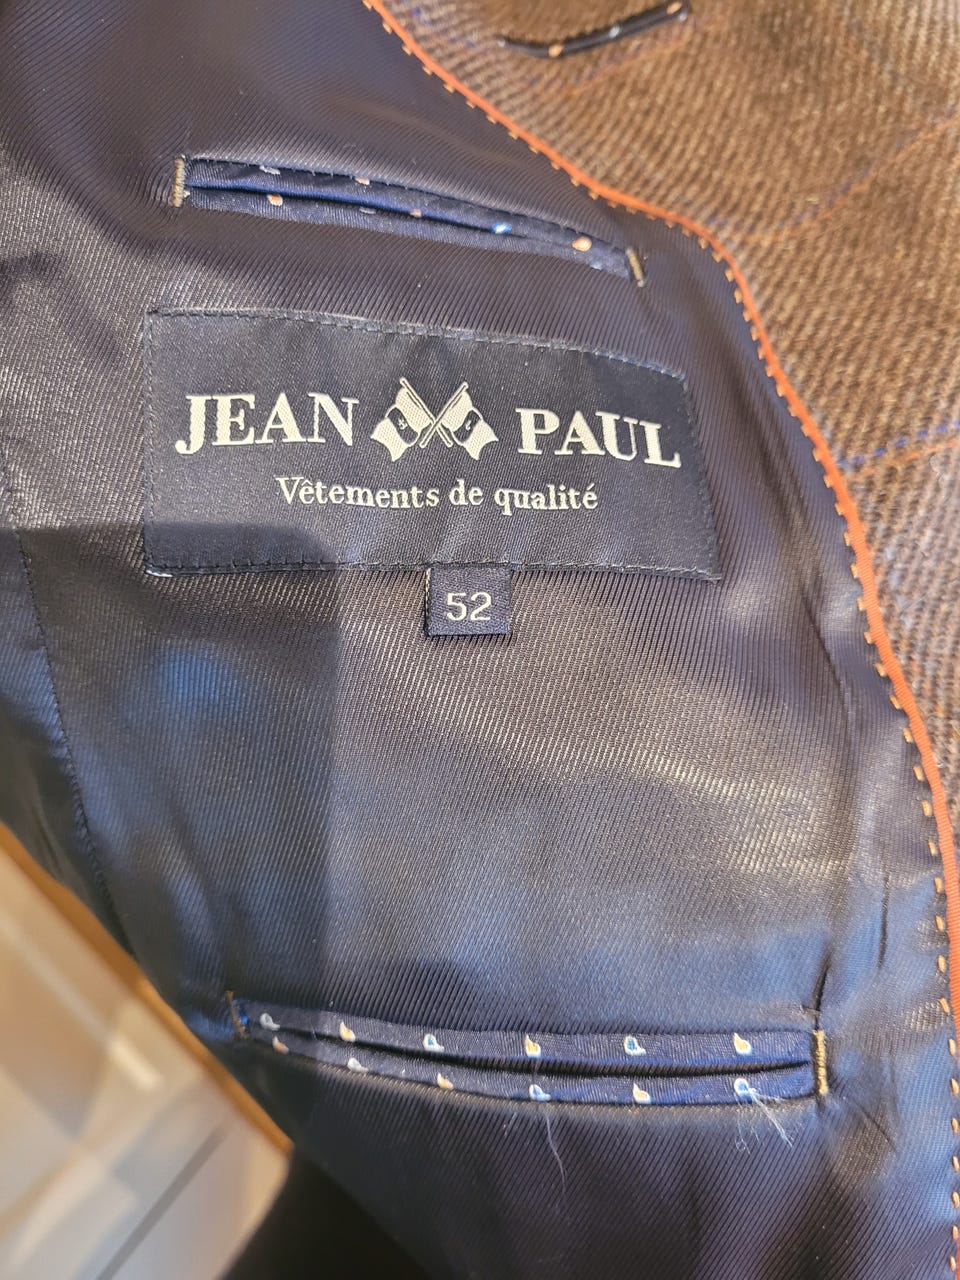 JEAN PAUL
Vêtements de qualité
52